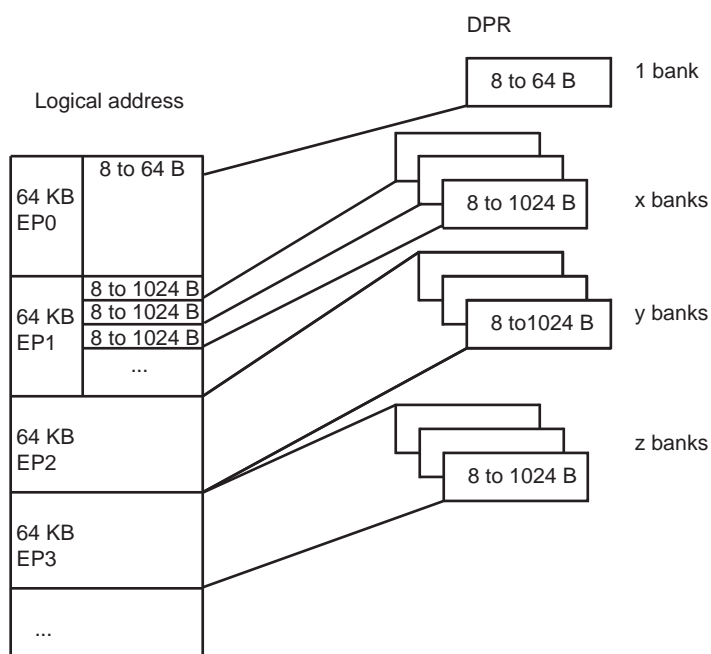 DPR
8 to 64 B
1 bank
Logical address
8 to 64 B
64 KB
EP0
8 to 1024 B
x banks
8 to 1024 B
8 to 1024 B
8 to 1024 B
...
64 KB
EP1
8 to1024 B
y banks
64 KB
EP2
8 to 1024 B
z banks
64 KB
EP3
...